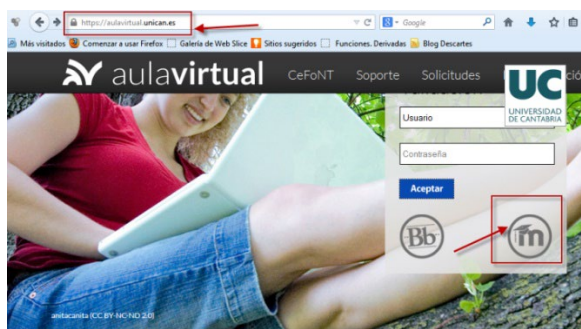 https://aulavirtual.unican.es
Google
Más visitados Comenzar a usar Firefox Galería de Web Slice Sitios sugeridos Funciones. Derivadas Blog Descartes
aulavirtual CeFoNT Soporte Solicitudes
UC
UNIVERSIDAD
DE CANTABRIA
Usuario
Contraseña
Aceptar
Bb
m
anitacanita (CC BY-NC-ND 2.0)